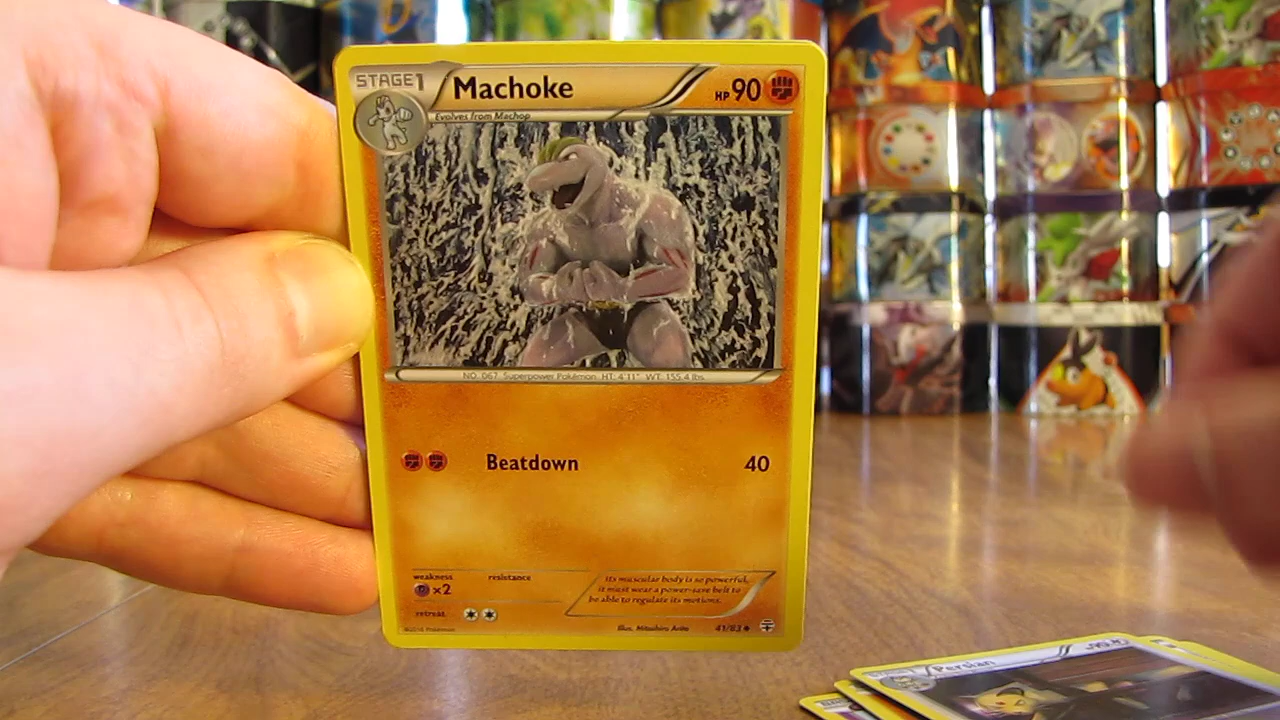 STAGE1 Machoke HP 90
Evolves from Machop
NO. 067 Superpower Pokémon HT: 4'11" WT: 155.4 lbs.
Beatdown 40
weakness resistance
×2
retreat
Its muscular body is so powerful,
it must wear a power-save belt to
be able to regulate its motions.
©2016 Pokémon Illus. Mitsuhiro Arita 41/83
Persian